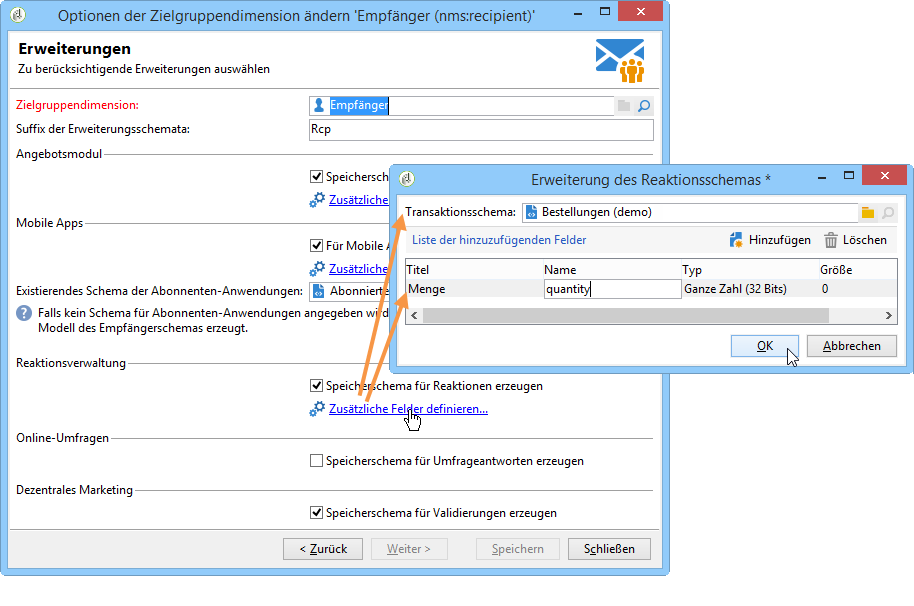 Optionen der Zielgruppendimension ändern 'Empfänger (nms:recipient)'
Erweiterungen
Zu berücksichtigende Erweiterungen auswählen
Zielgruppendimension:
Empfänger
Suffix der Erweiterungsschemata:
Rcp
Angebotsmodul
Speichersch
Zusätzliche
Mobile Apps
Für Mobile A
Zusätzliche
Existierendes Schema der Abonnenten-Anwendungen:
Abonnierte
Falls kein Schema für Abonnenten-Anwendungen angegeben wird
Modell des Empfängerschemas erzeugt.
Reaktionsverwaltung
Speicherschema für Reaktionen erzeugen
Zusätzliche Felder definieren...
Online-Umfragen
Speicherschema für Umfrageantworten erzeugen
Dezentrales Marketing
Speicherschema für Validierungen erzeugen
< Zurück
Weiter >
Speichern
Schließen
Erweiterung des Reaktionsschemas *
Transaktionsschema:
Bestellungen (demo)
Liste der hinzuzufügenden Felder
Hinzufügen
Löschen
Titel Name Typ Größe
Menge quantity Ganze Zahl (32 Bits) 0
OK
Abbrechen